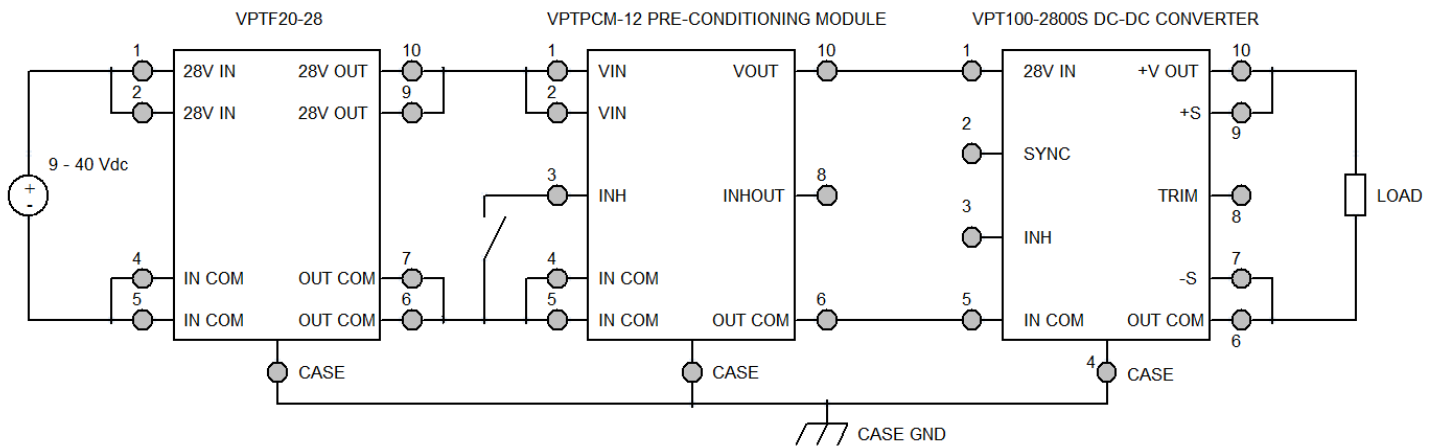 VPTF20-28 VPTPCM-12 PRE-CONDITIONING MODULE VPT100-2800S DC-DC CONVERTER
1 10 1 10 1 10
28V IN 28V OUT VIN VOUT 28V IN +V OUT
2 9 2
28V IN 28V OUT VIN +S
9
2
9 - 40 Vdc SYNC
+
-
3 8
INH INHOUT TRIM LOAD
8
3
INH
4 7 4 7
IN COM OUT COM IN COM -S
5 6 5 6 5
IN COM OUT COM IN COM OUT COM IN COM OUT COM
6
CASE CASE 4 CASE
CASE GND